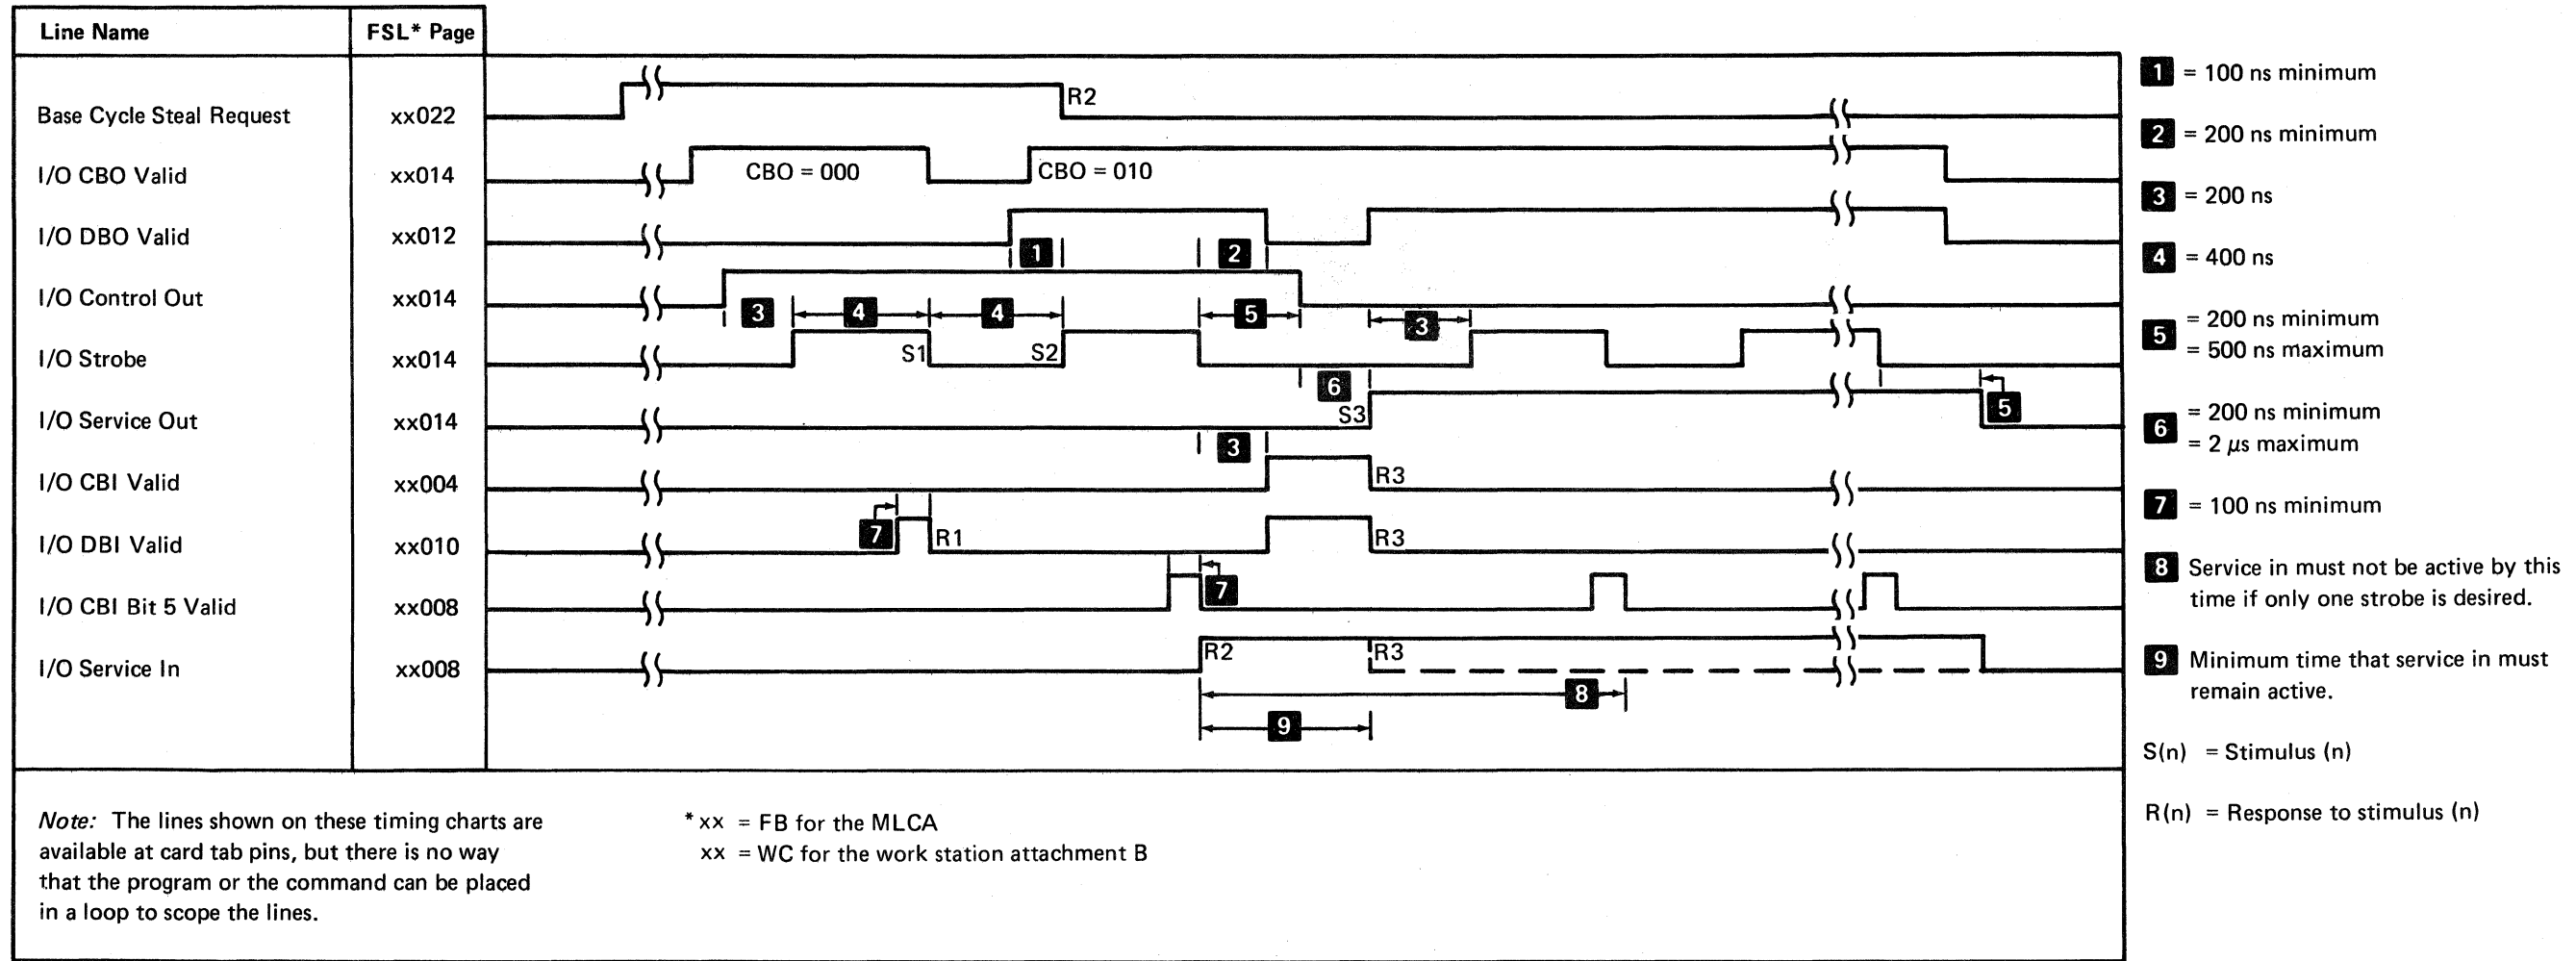 Line Name FSL* Page
Base Cycle Steal Request xx022 R2
I/O CBO Valid xx014 CBO = 000 CBO = 010
I/O DBO Valid xx012 1 2
I/O Control Out xx014 3 4 4 5 3
I/O Strobe xx014 S1 S2
6
I/O Service Out xx014 S3 5
3
I/O CBI Valid xx004 R3
7
I/O DBI Valid xx010 R1 R3
7
I/O CBI Bit 5 Valid xx008
I/O Service In xx008 R2 R3
8
9
1 = 100 ns minimum
2 = 200 ns minimum
3 = 200 ns
4 = 400 ns
5 = 200 ns minimum
= 500 ns maximum
6 = 200 ns minimum
= 2 μs maximum
7 = 100 ns minimum
8 Service in must not be active by this
time if only one strobe is desired.
9 Minimum time that service in must
remain active.
S(n) = Stimulus (n)
R(n) = Response to stimulus (n)
Note: The lines shown on these timing charts are
available at card tab pins, but there is no way
that the program or the command can be placed
in a loop to scope the lines.
* xx = FB for the MLCA
xx = WC for the work station attachment B